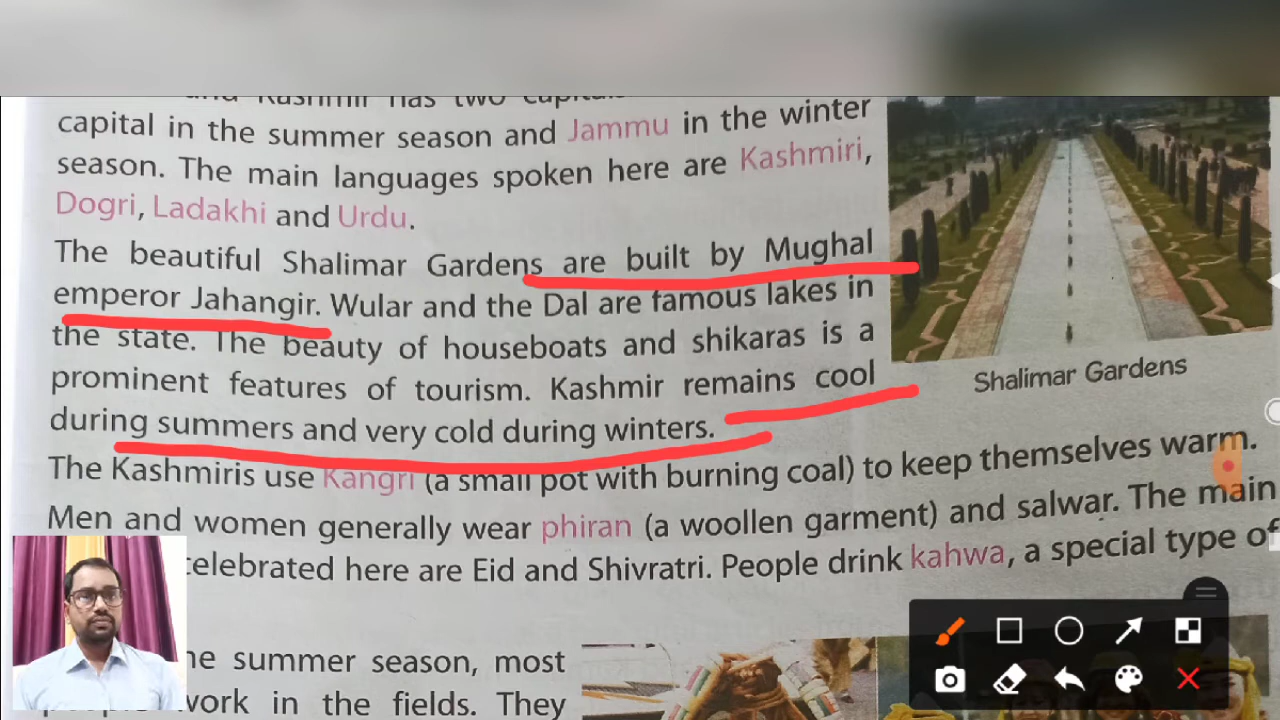 and Kashmir has two
capital in the summer season and Jammu in the winter
season. The main languages spoken here are Kashmiri,
Dogri, Ladakhi and Urdu.
The beautiful Shalimar Gardens are built by Mughal
emperor Jahangir. Wular and the Dal are famous lakes in
the state. The beauty of houseboats and shikaras is a
prominent features of tourism. Kashmir remains cool
during summers and very cold during winters.
Shalimar Gardens
The Kashmiris use Kangri (a small pot with burning coal) to keep themselves warm.
Men and women generally wear phiran (a woollen garment) and salwar. The main
celebrated here are Eid and Shivratri. People drink kahwa, a special type of
summer season, most
work in the fields. They